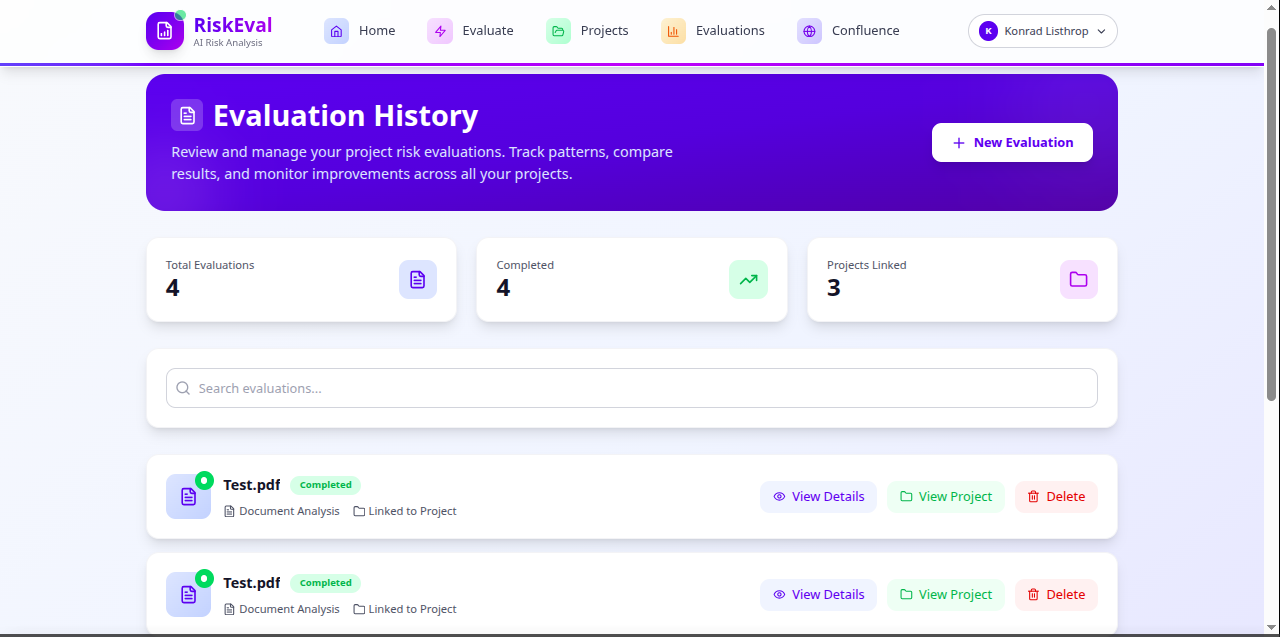 RiskEval
AI Risk Analysis
Home
Evaluate
Projects
Evaluations
Confluence
K
Konrad Listhrop
Evaluation History
Review and manage your project risk evaluations. Track patterns, compare
results, and monitor improvements across all your projects.
New Evaluation
Total Evaluations
4
Completed
4
Projects Linked
3
Search evaluations...
Test.pdf
Completed
Document Analysis
Linked to Project
View Details
View Project
Delete
Test.pdf
Completed
Document Analysis
Linked to Project
View Details
View Project
Delete